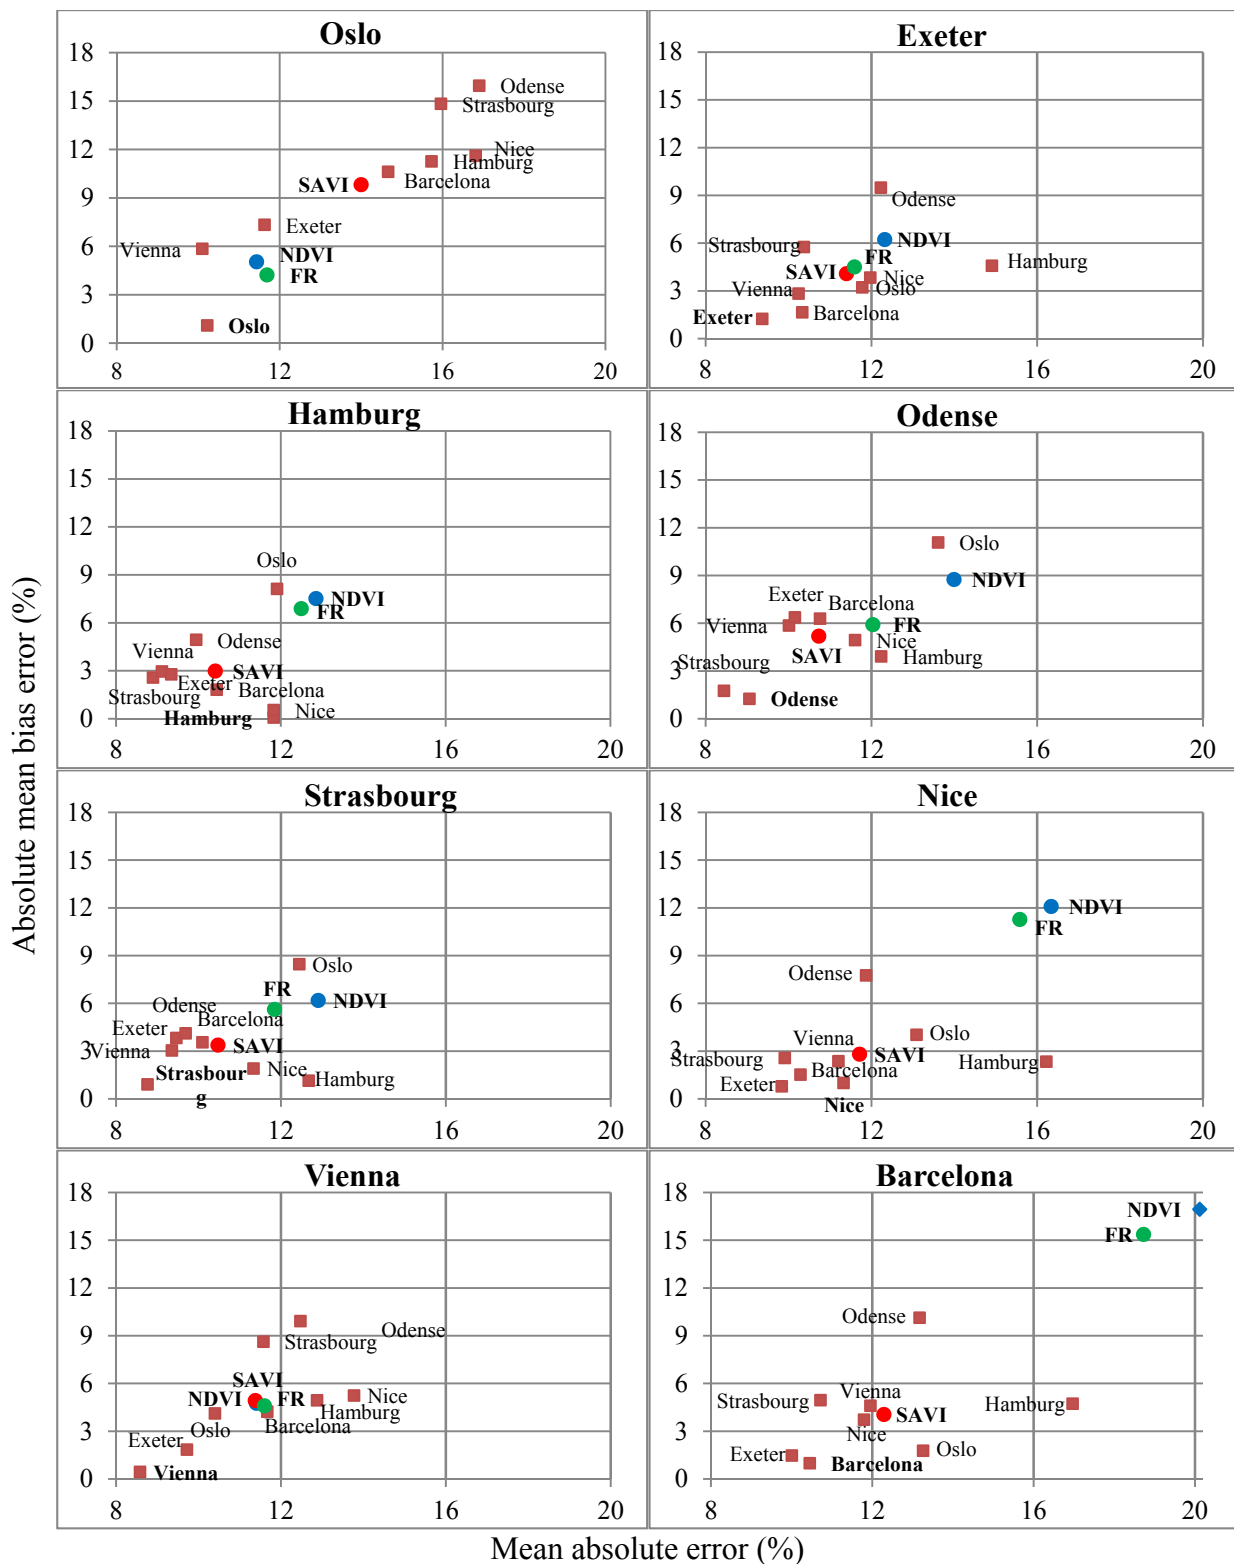 Oslo
18
15
12
9
6
3
0
8
12
16
20
Odense
Strasbourg
Nice
Hamburg
Barcelona
SAVI
Exeter
Vienna
NDVI
FR
Oslo
Exeter
18
15
12
9
6
3
0
8
12
16
20
Odense
NDVI
Strasbourg
FR
Hamburg
SAVI
Nice
Vienna
Oslo
Exeter
Barcelona
Hamburg
18
15
12
9
6
3
0
8
12
16
20
Oslo
NDVI
FR
Odense
Vienna
SAVI
Exeter
Barcelona
Strasbourg
Hamburg
Nice
Odense
18
15
12
9
6
3
0
8
12
16
20
Oslo
NDVI
Exeter
Barcelona
Vienna
FR
Nice
SAVI
Hamburg
Strasbourg
Odense
Absolute mean bias error (%)
Strasbourg
18
15
12
9
6
3
0
8
12
16
20
Oslo
FR
NDVI
Odense
Exeter
Barcelona
Vienna
SAVI
Strasbour
g
Nice
Hamburg
Nice
18
15
12
9
6
3
0
8
12
16
20
NDVI
FR
Odense
Oslo
Vienna
SAVI
Strasbourg
Hamburg
Barcelona
Exeter
Nice
Vienna
18
15
12
9
6
3
0
8
12
16
20
Odense
Strasbourg
SAVI
NDVI
FR
Nice
Hamburg
Oslo
Barcelona
Exeter
Vienna
Barcelona
18
15
12
9
6
3
0
8
12
16
20
NDVI
FR
Odense
Strasbourg
Vienna
Hamburg
SAVI
Nice
Exeter
Oslo
Barcelona
Mean absolute error (%)